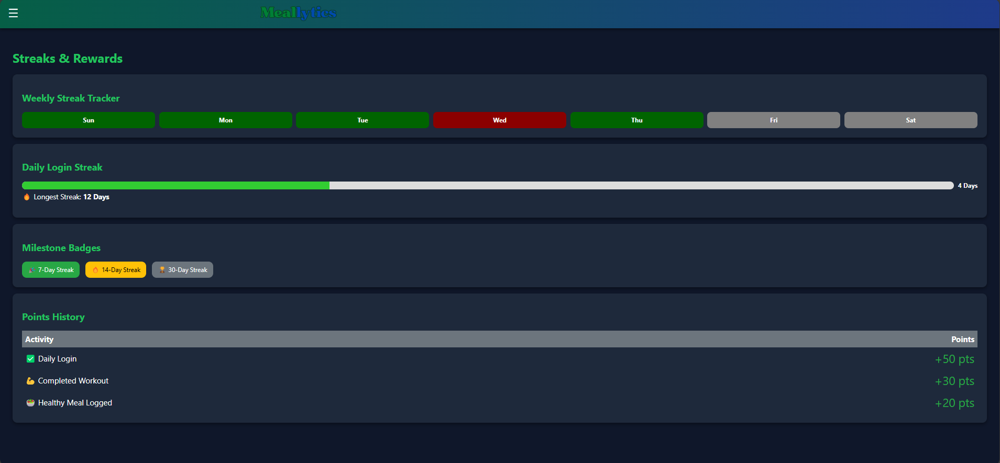 Meallytics
Streaks & Rewards
Weekly Streak Tracker
Sun Mon Tue Wed Thu Fri Sat
Daily Login Streak
4 Days
Longest Streak: 12 Days
Milestone Badges
7-Day Streak 14-Day Streak 30-Day Streak
Points History
Activity Points
Daily Login +50 pts
Completed Workout +30 pts
Healthy Meal Logged +20 pts